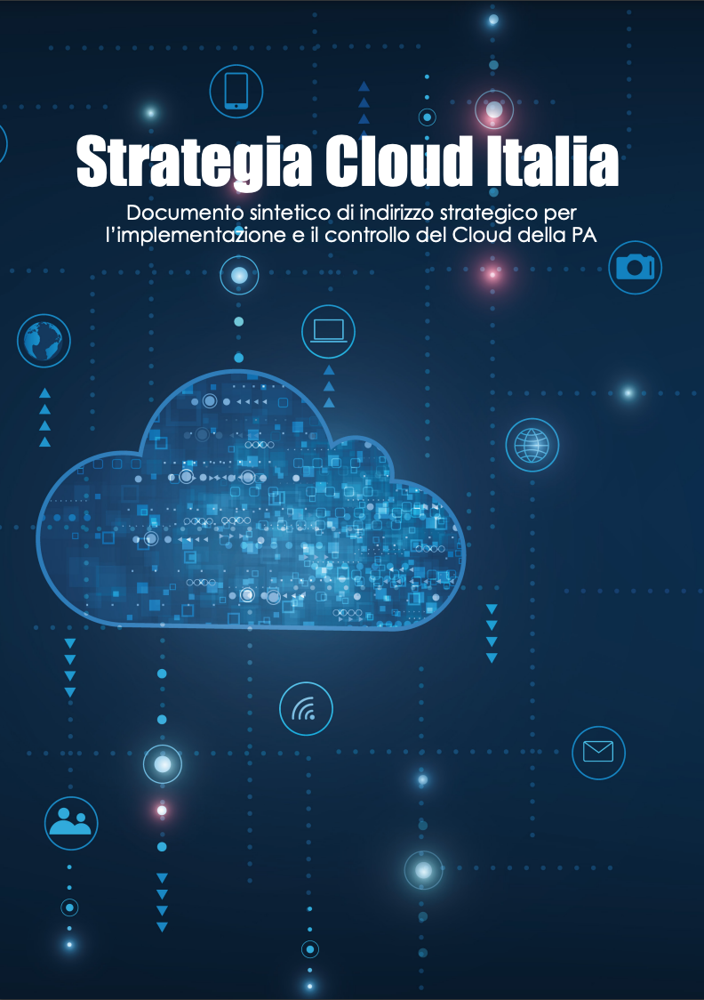 Strategia Cloud Italia
Documento sintetico di indirizzo strategico per
l'implementazione e il controllo del Cloud della PA